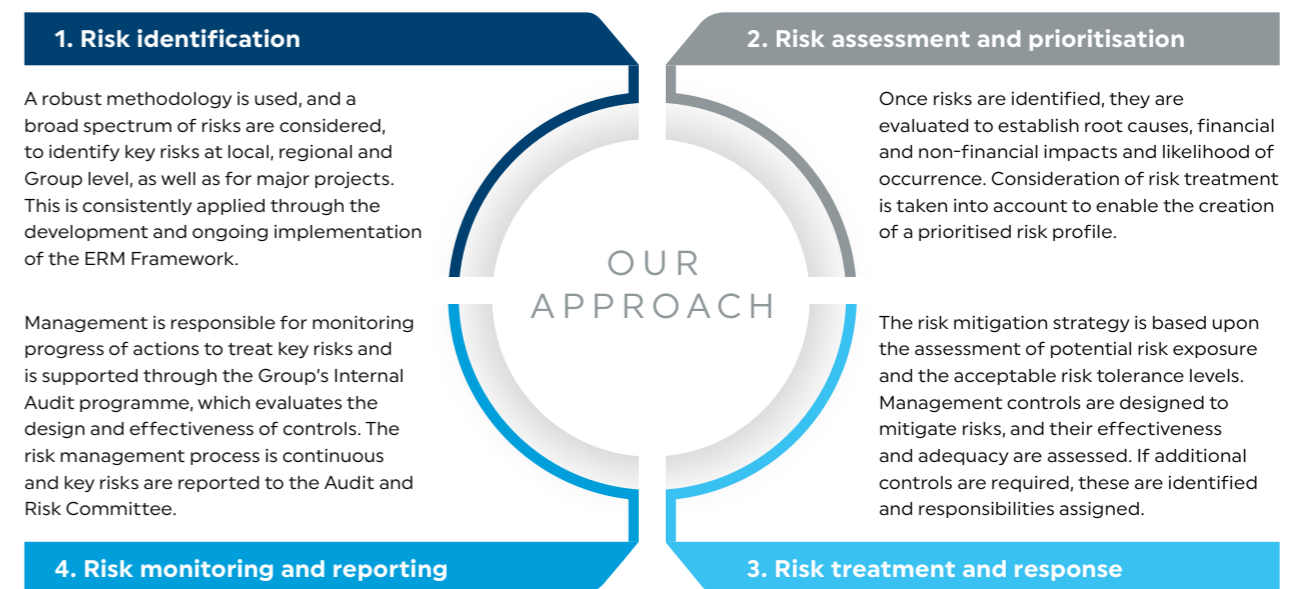 1. Risk identification
A robust methodology is used, and a
broad spectrum of risks are considered,
to identify key risks at local, regional and
Group level, as well as for major projects.
This is consistently applied through the
development and ongoing implementation
of the ERM Framework.
2. Risk assessment and prioritisation
Once risks are identified, they are
evaluated to establish root causes, financial
and non-financial impacts and likelihood of
occurrence. Consideration of risk treatment
is taken into account to enable the creation
of a prioritised risk profile.
OUR
APPROACH
The risk mitigation strategy is based upon
the assessment of potential risk exposure
and the acceptable risk tolerance levels.
Management controls are designed to
mitigate risks, and their effectiveness
and adequacy are assessed. If additional
controls are required, these are identified
and responsibilities assigned.
3. Risk treatment and response
Management is responsible for monitoring
progress of actions to treat key risks and
is supported through the Group's Internal
Audit programme, which evaluates the
design and effectiveness of controls. The
risk management process is continuous
and key risks are reported to the Audit and
Risk Committee.
4. Risk monitoring and reporting